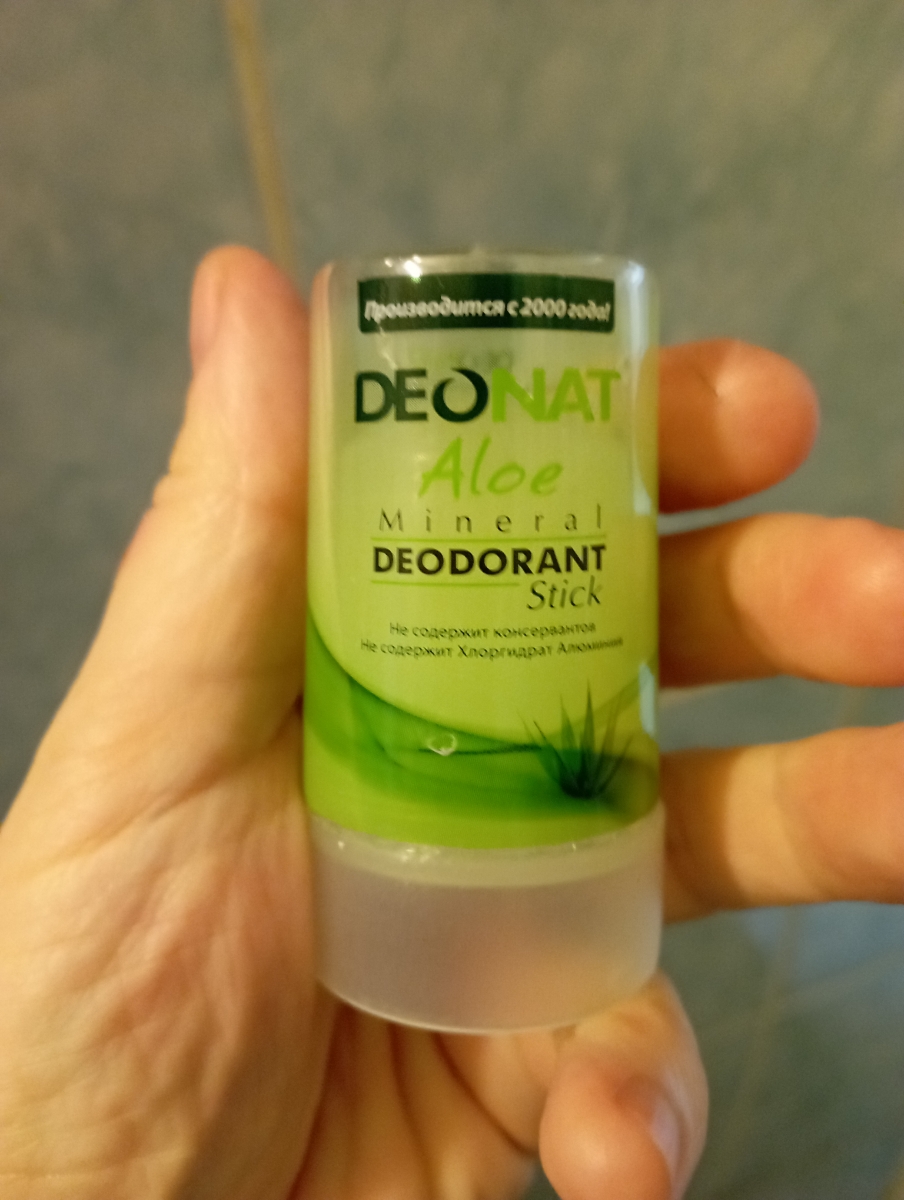 Производится с 2000 года!
DEONAT
Aloe
Mineral
DEODORANT
Stick
Не содержит консервантов
Не содержит Хлоргидрат Алюминия